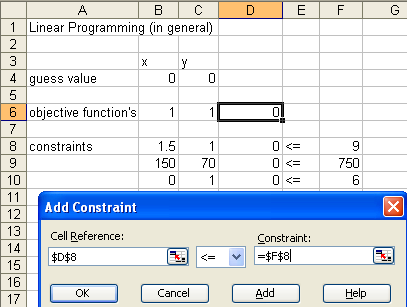 A B C D E F G
1 Linear Programming (in general)
2
3 x y
4 guess value 0 0
5
6 objective function's 1 1 0
7
8 constraints 1.5 1 0 <= 9
9 150 70 0 <= 750
10 0 1 0 <= 6
11
12
13
14
15
16
17
Add Constraint
Cell Reference: Constraint:
$D$8 <= =$F$8
OK Cancel Add Help